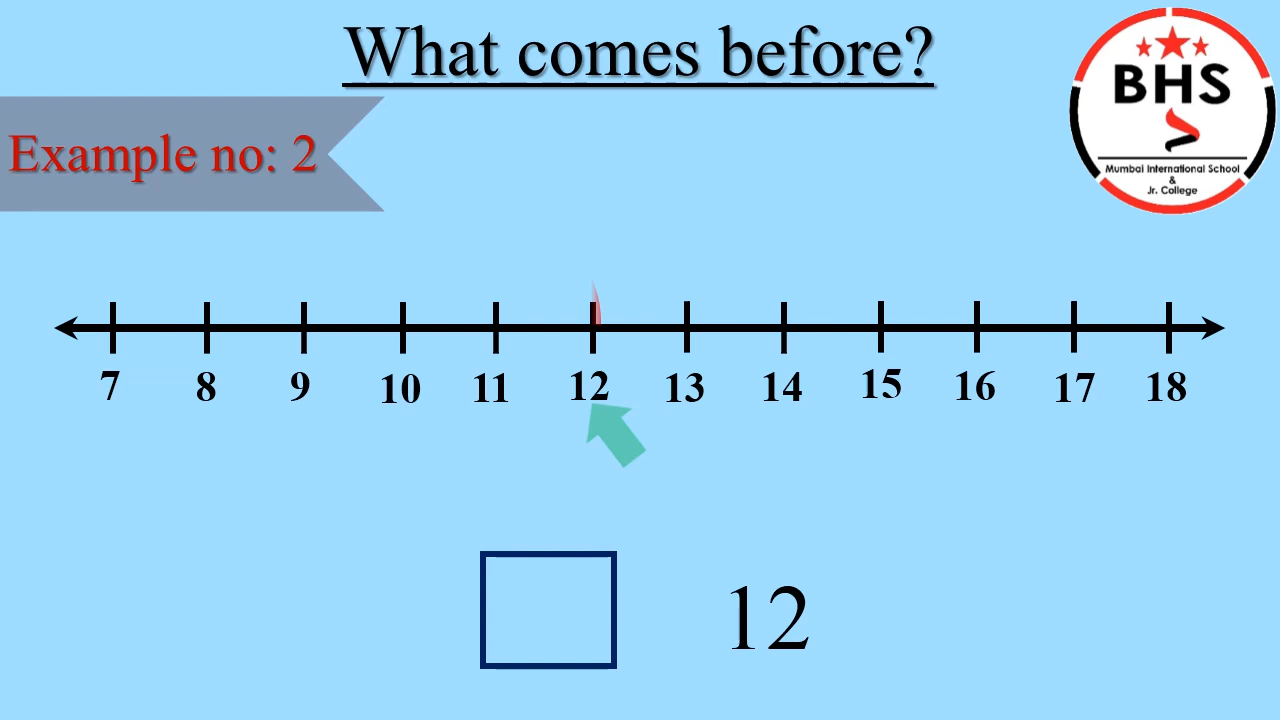 What comes before?
BHS
Mumbai International School
&
Jr. College
Example no: 2
7 8 9 10 11 12 13 14 15 16 17 18
12